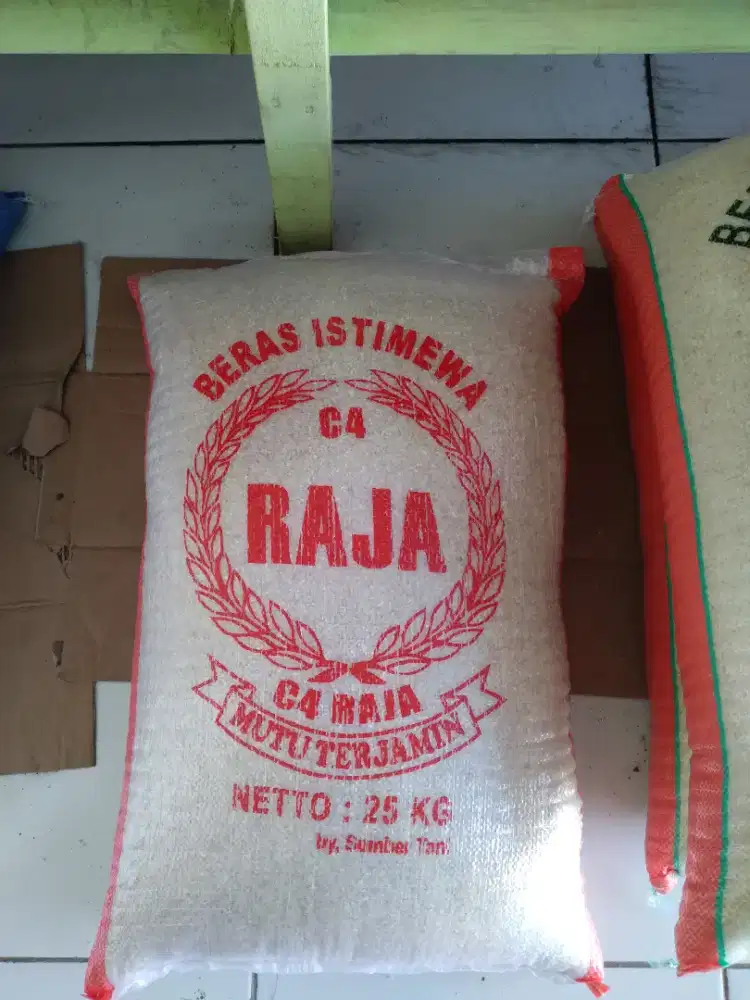 BERAS ISTIMEWA
C4
RAJA
C4 RAJA
MUTU TERJAMIN
NETTO : 25 KG
by, Sumber Tani